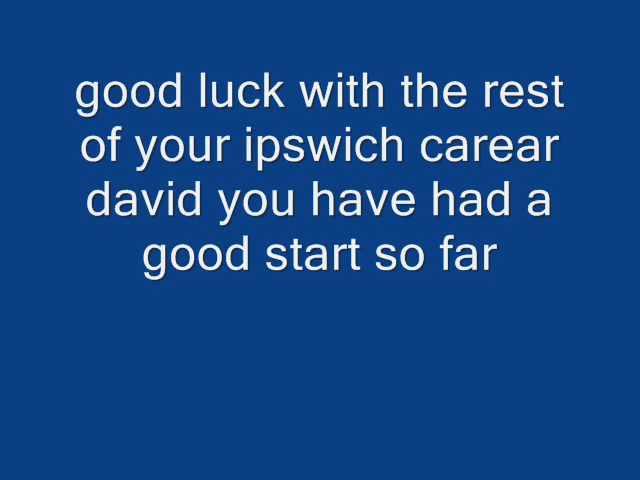 good luck with the rest
of your ipswich carear
david you have had a
good start so far